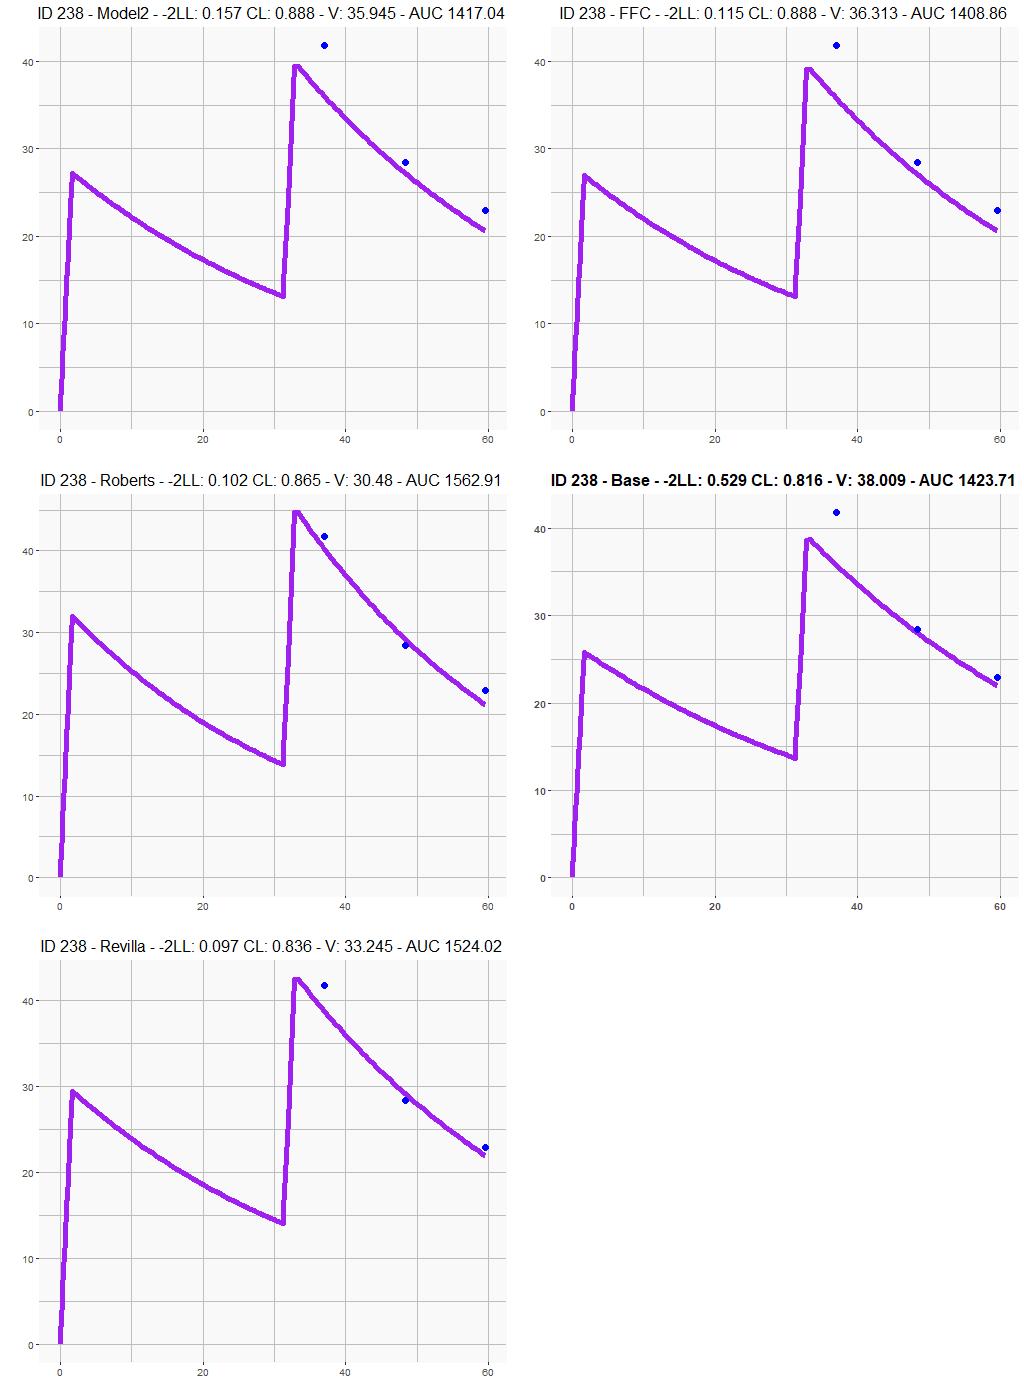 ID 238 - Model2 - -2LL: 0.157 CL: 0.888 - V: 35.945 - AUC 1417.04
40
30
20
10
0
0 20 40 60
ID 238 - FFC - -2LL: 0.115 CL: 0.888 - V: 36.313 - AUC 1408.86
40
30
20
10
0
0 20 40 60
ID 238 - Roberts - -2LL: 0.102 CL: 0.865 - V: 30.48 - AUC 1562.91
40
30
20
10
0
0 20 40 60
ID 238 - Base - -2LL: 0.529 CL: 0.816 - V: 38.009 - AUC 1423.71
40
30
20
10
0
0 20 40 60
ID 238 - Revilla - -2LL: 0.097 CL: 0.836 - V: 33.245 - AUC 1524.02
40
30
20
10
0
0 20 40 60